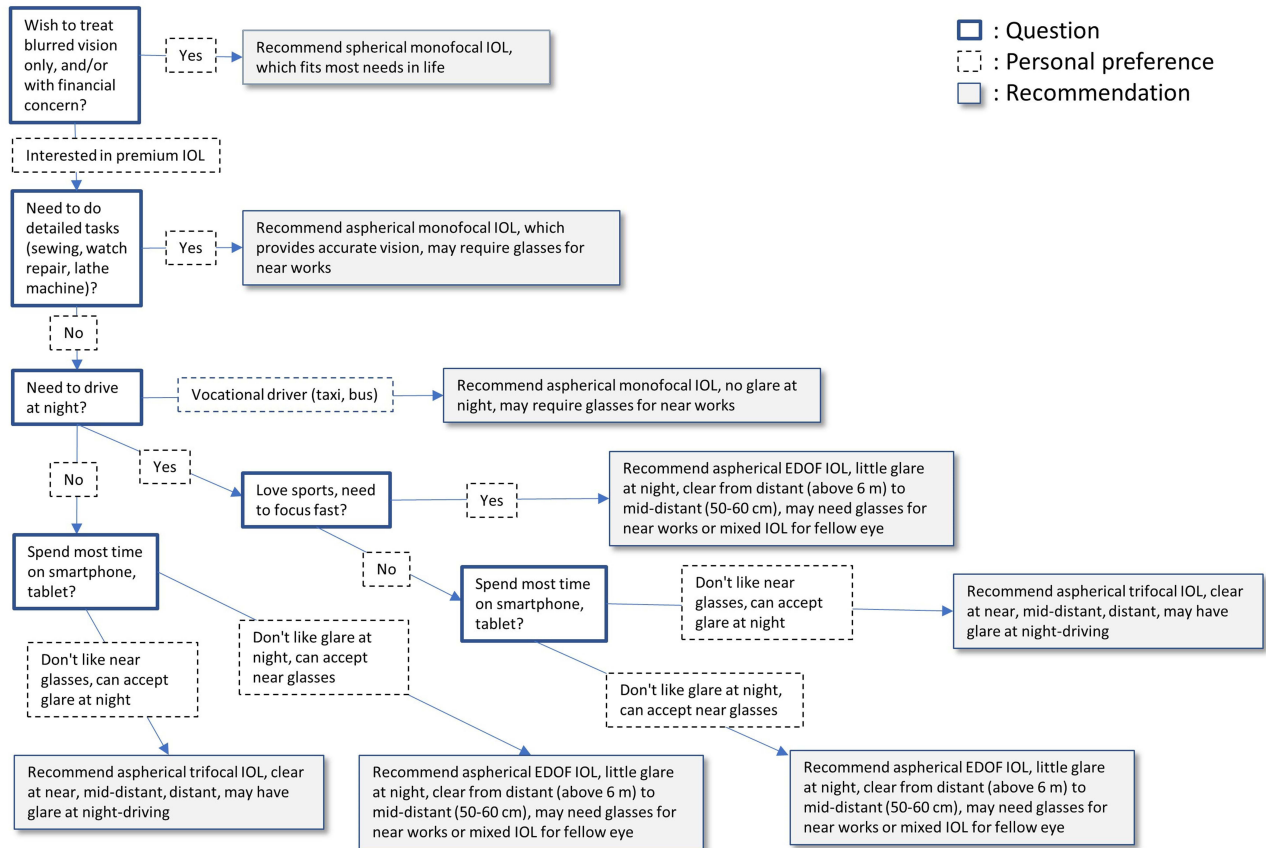 Wish to treat
blurred vision
only, and/or
with financial
concern?
Yes
Recommend spherical monofocal IOL,
which fits most needs in life
: Question
: Personal preference
: Recommendation
Interested in premium IOL
Need to do
detailed tasks
(sewing, watch
repair, lathe
machine)?
Yes
Recommend aspherical monofocal IOL, which
provides accurate vision, may require glasses for
near works
No
Need to drive
at night?
Vocational driver (taxi, bus)
Recommend aspherical monofocal IOL, no glare at
night, may require glasses for near works
No
Yes
Love sports, need
to focus fast?
Yes
Recommend aspherical EDOF IOL, little glare
at night, clear from distant (above 6 m) to
mid-distant (50-60 cm), may need glasses for
near works or mixed IOL for fellow eye
Spend most time
on smartphone,
tablet?
No
Spend most time
on smartphone,
tablet?
Don't like near
glasses, can accept
glare at night
Recommend aspherical trifocal IOL, clear
at near, mid-distant, distant, may have
glare at night-driving
Don't like near
glasses, can accept
glare at night
Don't like glare at
night, can accept
near glasses
Don't like glare at night,
can accept near glasses
Recommend aspherical trifocal IOL, clear
at near, mid-distant, distant, may have
glare at night-driving
Recommend aspherical EDOF IOL, little glare
at night, clear from distant (above 6 m) to
mid-distant (50-60 cm), may need glasses for
near works or mixed IOL for fellow eye
Recommend aspherical EDOF IOL, little glare
at night, clear from distant (above 6 m) to
mid-distant (50-60 cm), may need glasses for
near works or mixed IOL for fellow eye